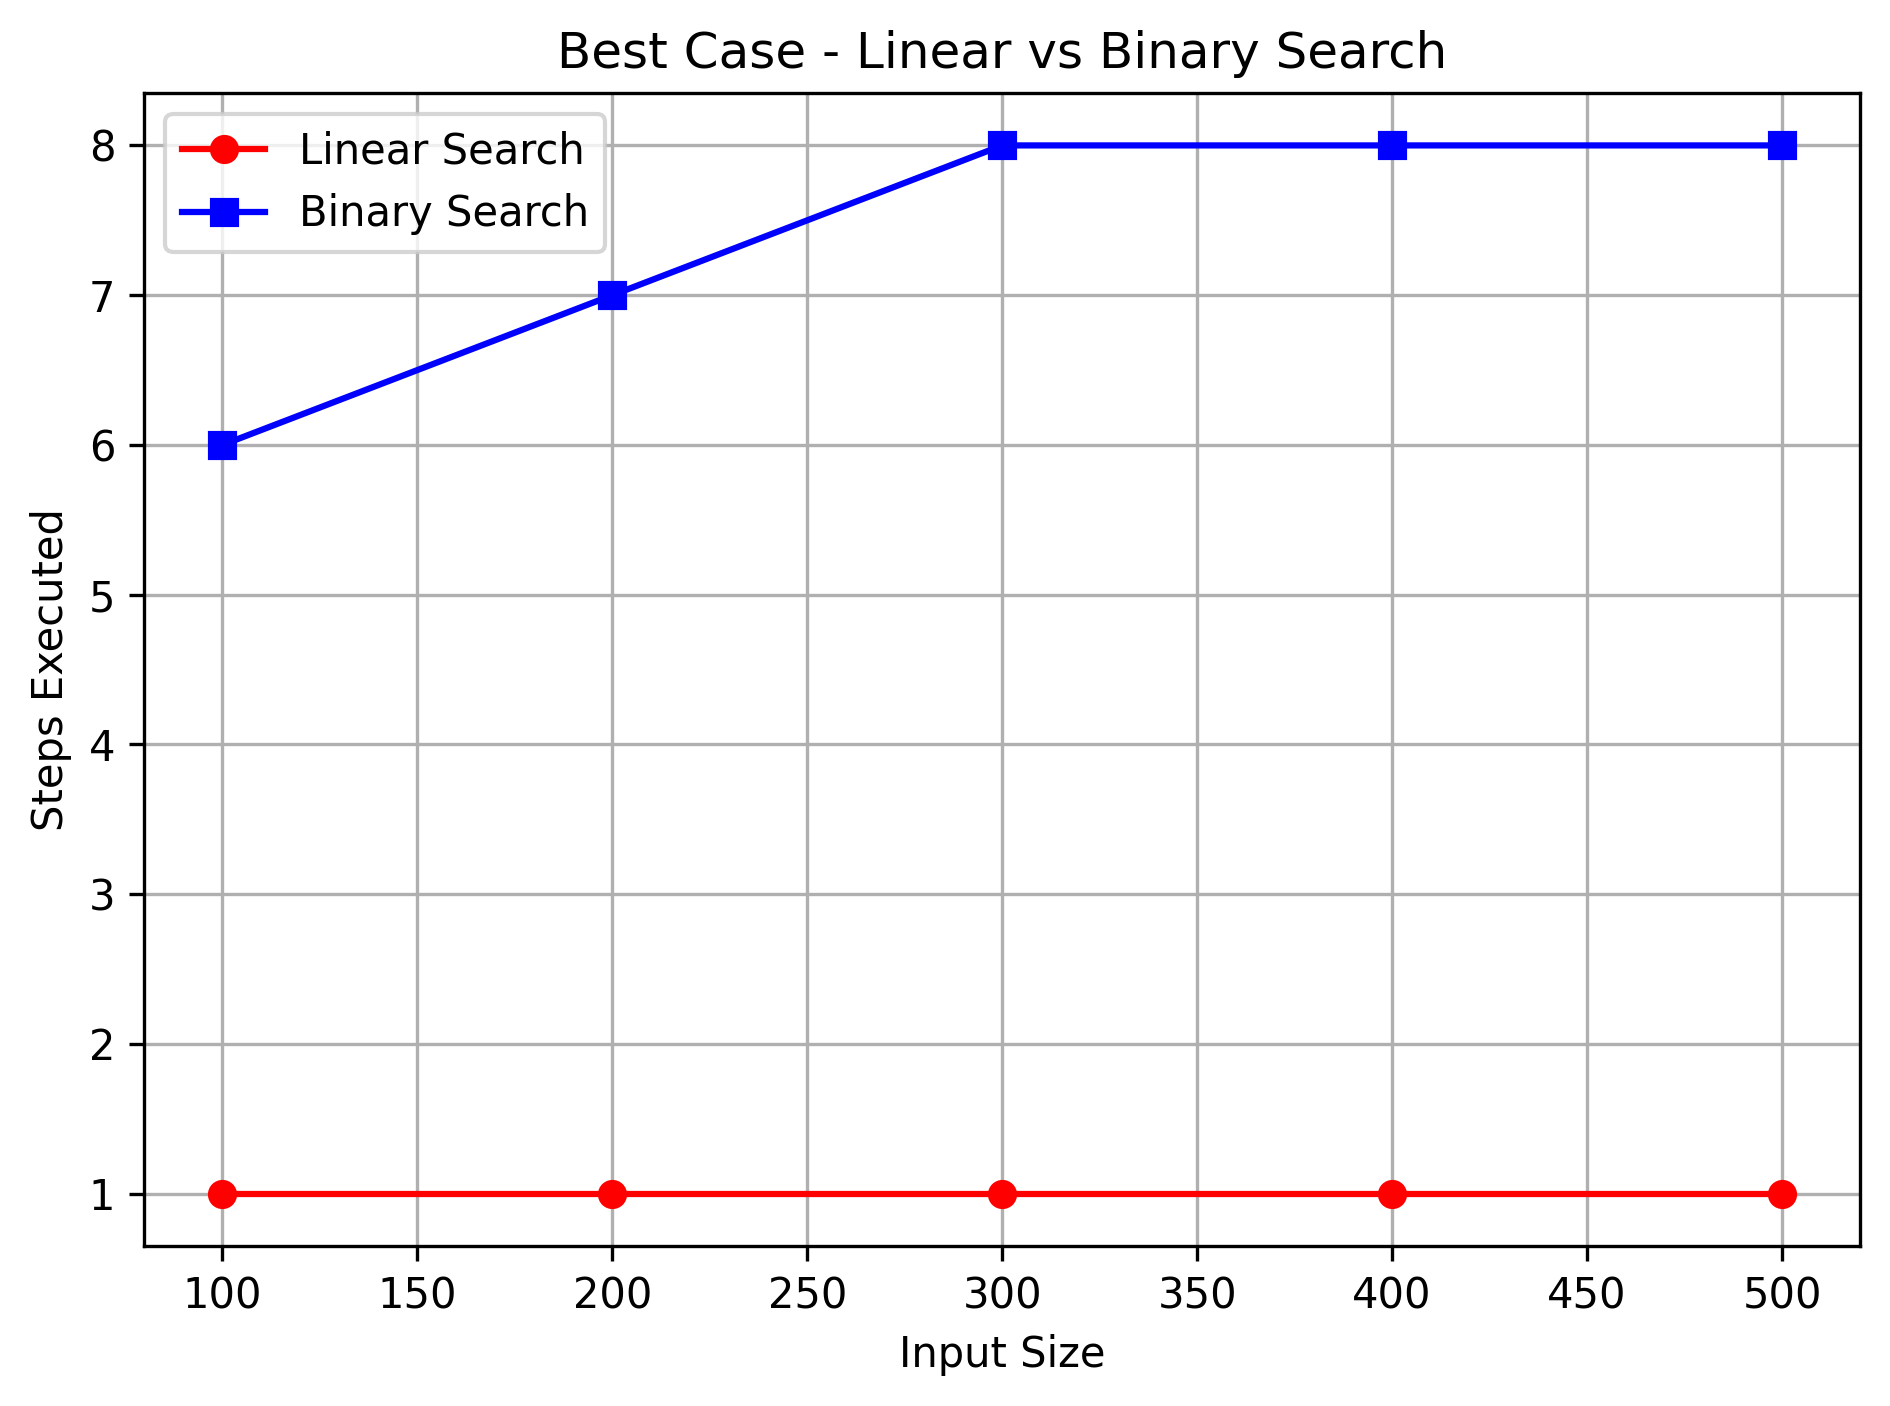 Best Case - Linear vs Binary Search
Linear Search
Binary Search
8
7
6
5
4
3
2
1
Steps Executed
100 150 200 250 300 350 400 450 500
Input Size